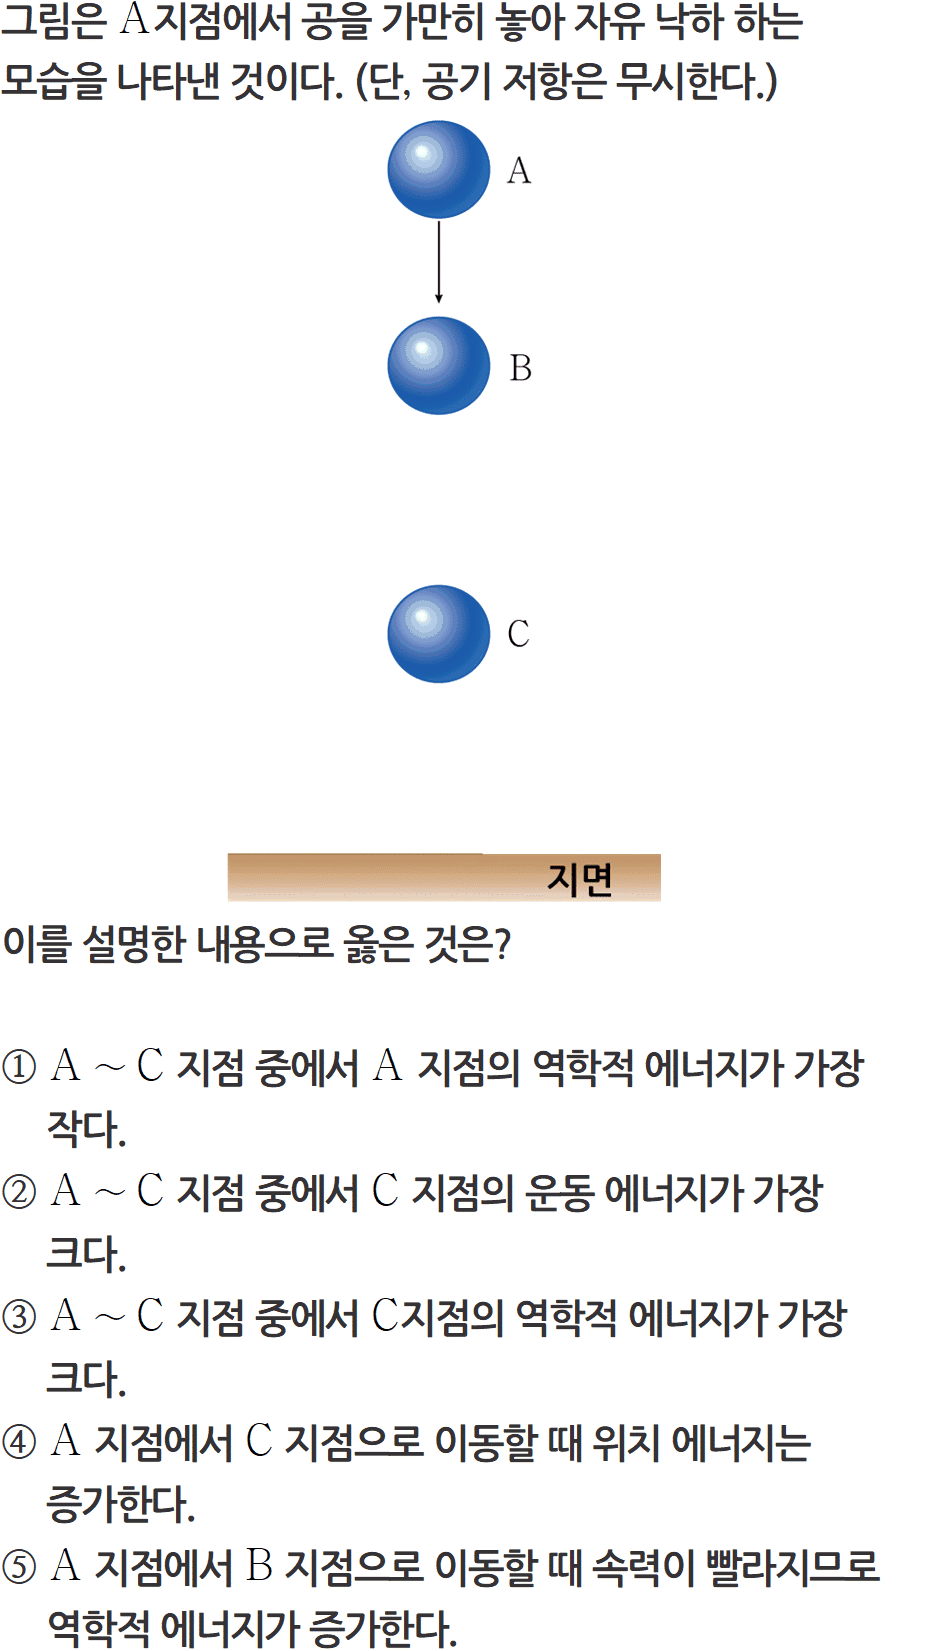 그림은 A지점에서 공을 가만히 놓아 자유 낙하 하는
모습을 나타낸 것이다. (단, 공기 저항은 무시한다.)
A
B
C
지면
이를 설명한 내용으로 옳은 것은?
① A ~ C 지점 중에서 A 지점의 역학적 에너지가 가장
작다.
② A ~ C 지점 중에서 C 지점의 운동 에너지가 가장
크다.
③ A ~ C 지점 중에서 C지점의 역학적 에너지가 가장
크다.
④ A 지점에서 C 지점으로 이동할 때 위치 에너지는
증가한다.
⑤ A 지점에서 B 지점으로 이동할 때 속력이 빨라지므로
역학적 에너지가 증가한다.